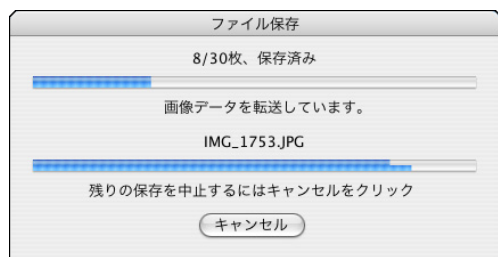 ファイル保存
8/30枚、保存済み
画像データを転送しています。
IMG_1753.JPG
残りの保存を中止するにはキャンセルをクリック
キャンセル